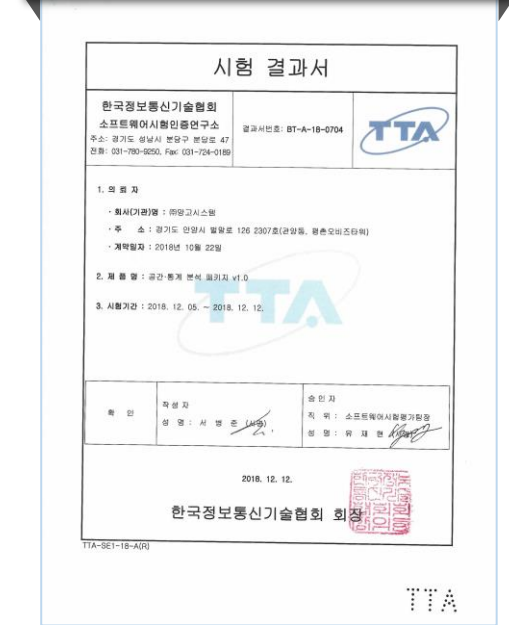 시험 결과서
한국정보통신기술협회
소프트웨어시험인증연구소
주소: 경기도 성남시 분당구 분당로 47
전화: 031-780-9250, Fax: 031-724-0189
결과서번호: BT-A-18-0704
TTA
1. 의 뢰 자
· 회사(기관)명 : ㈜망고시스템
· 주 소 : 경기도 안양시 벌말로 126 2307호(관양동, 평촌오비즈타워)
· 계약일자 : 2018년 10월 22일
2. 제 품 명 : 공간·통계 분석 패키지 v1.0
3. 시험기간 : 2018. 12. 05. ~ 2018. 12. 12.
TTA
확 인
작성자
성 명 : 서 병 준 (서명)
승인자
직 위 : 소프트웨어시험평가팀장
성 명 : 유 재 현
2018. 12. 12.
한국정보통신기술협회 회장
TTA-SE1-18-A(R)
TTA